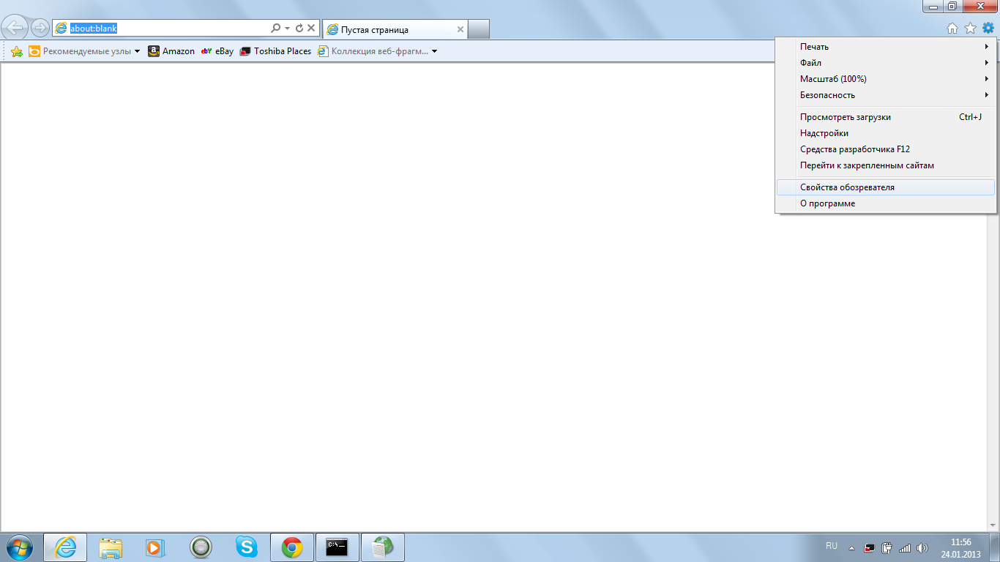 about:blank
Пустая страница
Рекомендуемые узлы
Amazon
eBay
Toshiba Places
Коллекция веб-фрагм...
Печать
Файл
Масштаб (100%)
Безопасность
Просмотреть загрузки Ctrl+J
Надстройки
Средства разработчика F12
Перейти к закрепленным сайтам
Свойства обозревателя
О программе
RU
11:56
24.01.2013